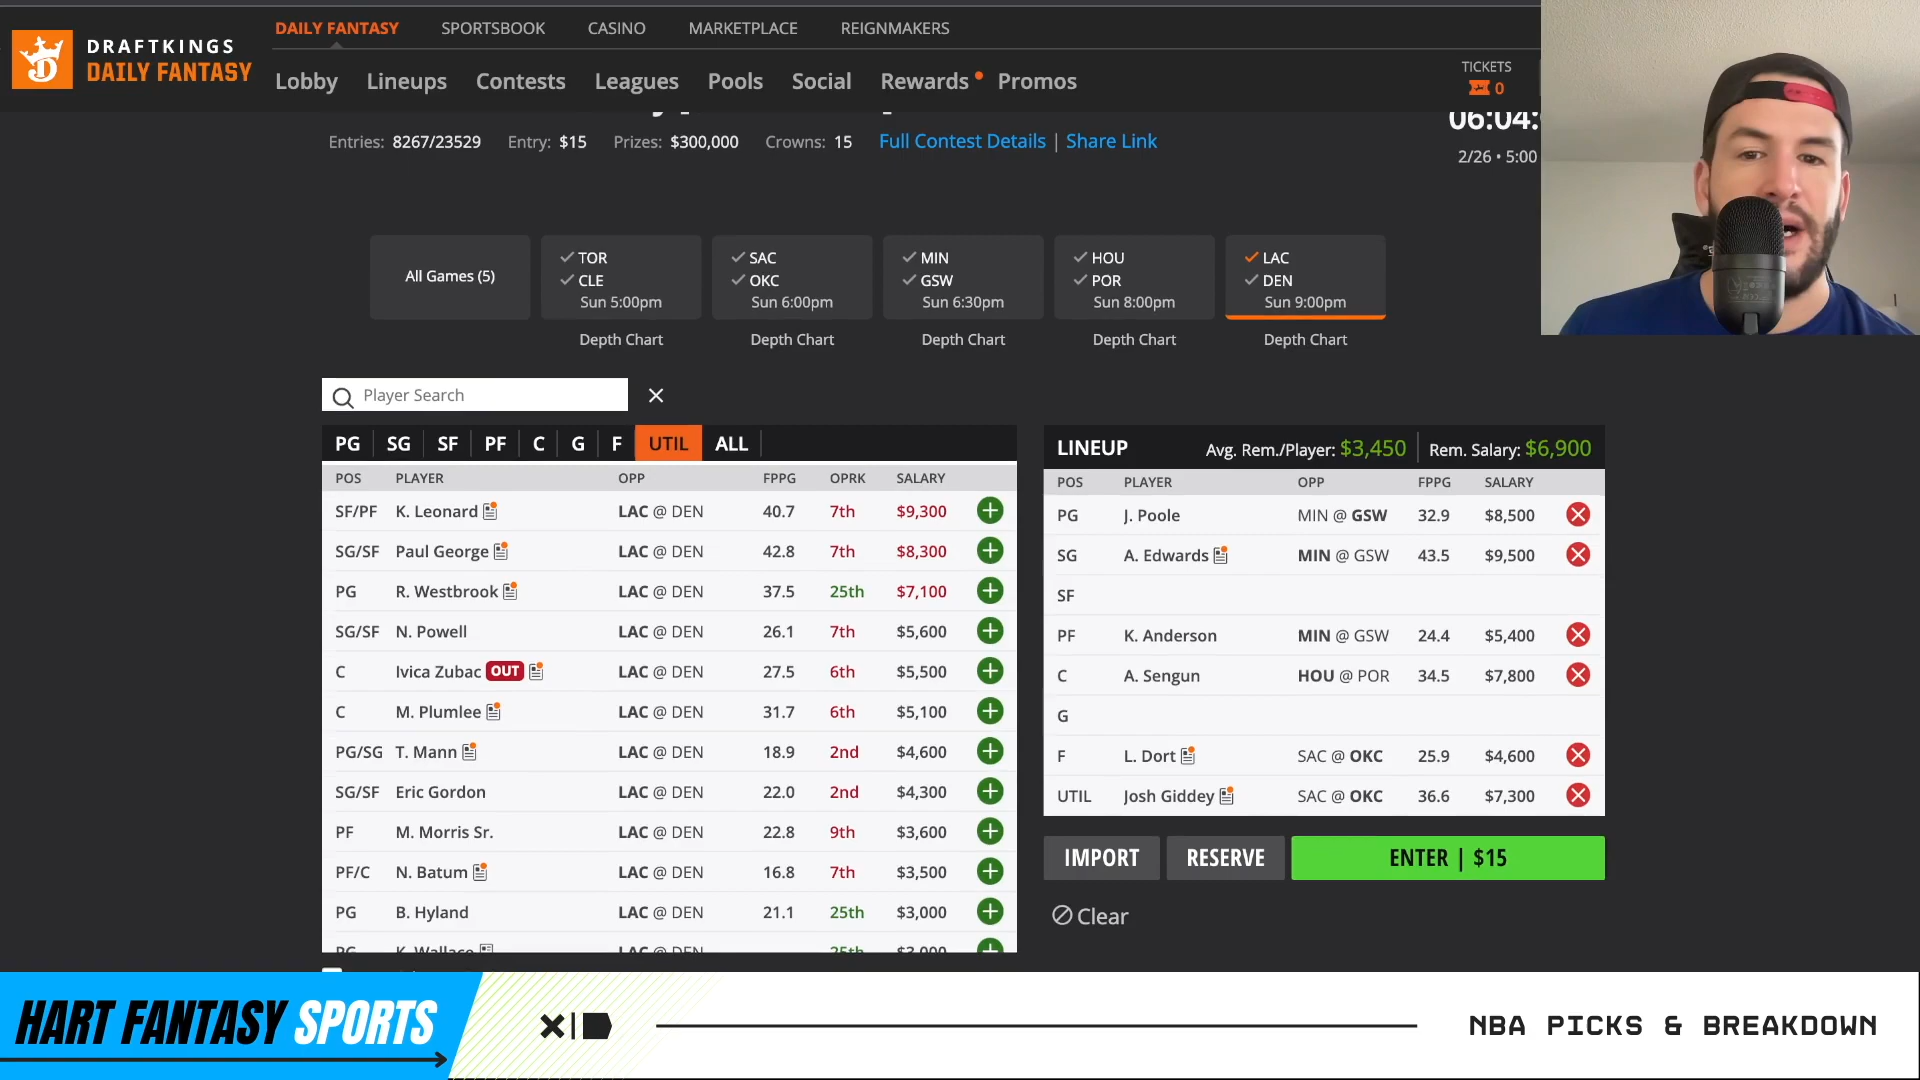 DRAFTKINGS
DAILY FANTASY
DAILY FANTASY SPORTSBOOK CASINO MARKETPLACE REIGNMAKERS
Lobby Lineups Contests Leagues Pools Social Rewards Promos
TICKETS
0
06:04:
2/26 • 5:00
Entries: 8267/23529 Entry: $15 Prizes: $300,000 Crowns: 15 Full Contest Details | Share Link
All Games (5)
TOR
CLE
Sun 5:00pm
Depth Chart
SAC
OKC
Sun 6:00pm
Depth Chart
MIN
GSW
Sun 6:30pm
Depth Chart
HOU
POR
Sun 8:00pm
Depth Chart
LAC
DEN
Sun 9:00pm
Depth Chart
Player Search
PG SG SF PF C G F UTIL ALL
POS PLAYER OPP FPPG OPRK SALARY
SF/PF K. Leonard LAC @ DEN 40.7 7th $9,300
SG/SF Paul George LAC @ DEN 42.8 7th $8,300
PG R. Westbrook LAC @ DEN 37.5 25th $7,100
SG/SF N. Powell LAC @ DEN 26.1 7th $5,600
C Ivica Zubac OUT LAC @ DEN 27.5 6th $5,500
C M. Plumlee LAC @ DEN 31.7 6th $5,100
PG/SG T. Mann LAC @ DEN 18.9 2nd $4,600
SG/SF Eric Gordon LAC @ DEN 22.0 2nd $4,300
PF M. Morris Sr. LAC @ DEN 22.8 9th $3,600
PF/C N. Batum LAC @ DEN 16.8 7th $3,500
PG B. Hyland LAC @ DEN 21.1 25th $3,000
PG K. Wallace LAC @ DEN 25th $3,000
LINEUP Avg. Rem./Player: $3,450 Rem. Salary: $6,900
POS PLAYER OPP FPPG SALARY
PG J. Poole MIN @ GSW 32.9 $8,500
SG A. Edwards MIN @ GSW 43.5 $9,500
SF
PF K. Anderson MIN @ GSW 24.4 $5,400
C A. Sengun HOU @ POR 34.5 $7,800
G
F L. Dort SAC @ OKC 25.9 $4,600
UTIL Josh Giddey SAC @ OKC 36.6 $7,300
IMPORT RESERVE ENTER | $15
Clear
HART FANTASY SPORTS
NBA PICKS & BREAKDOWN